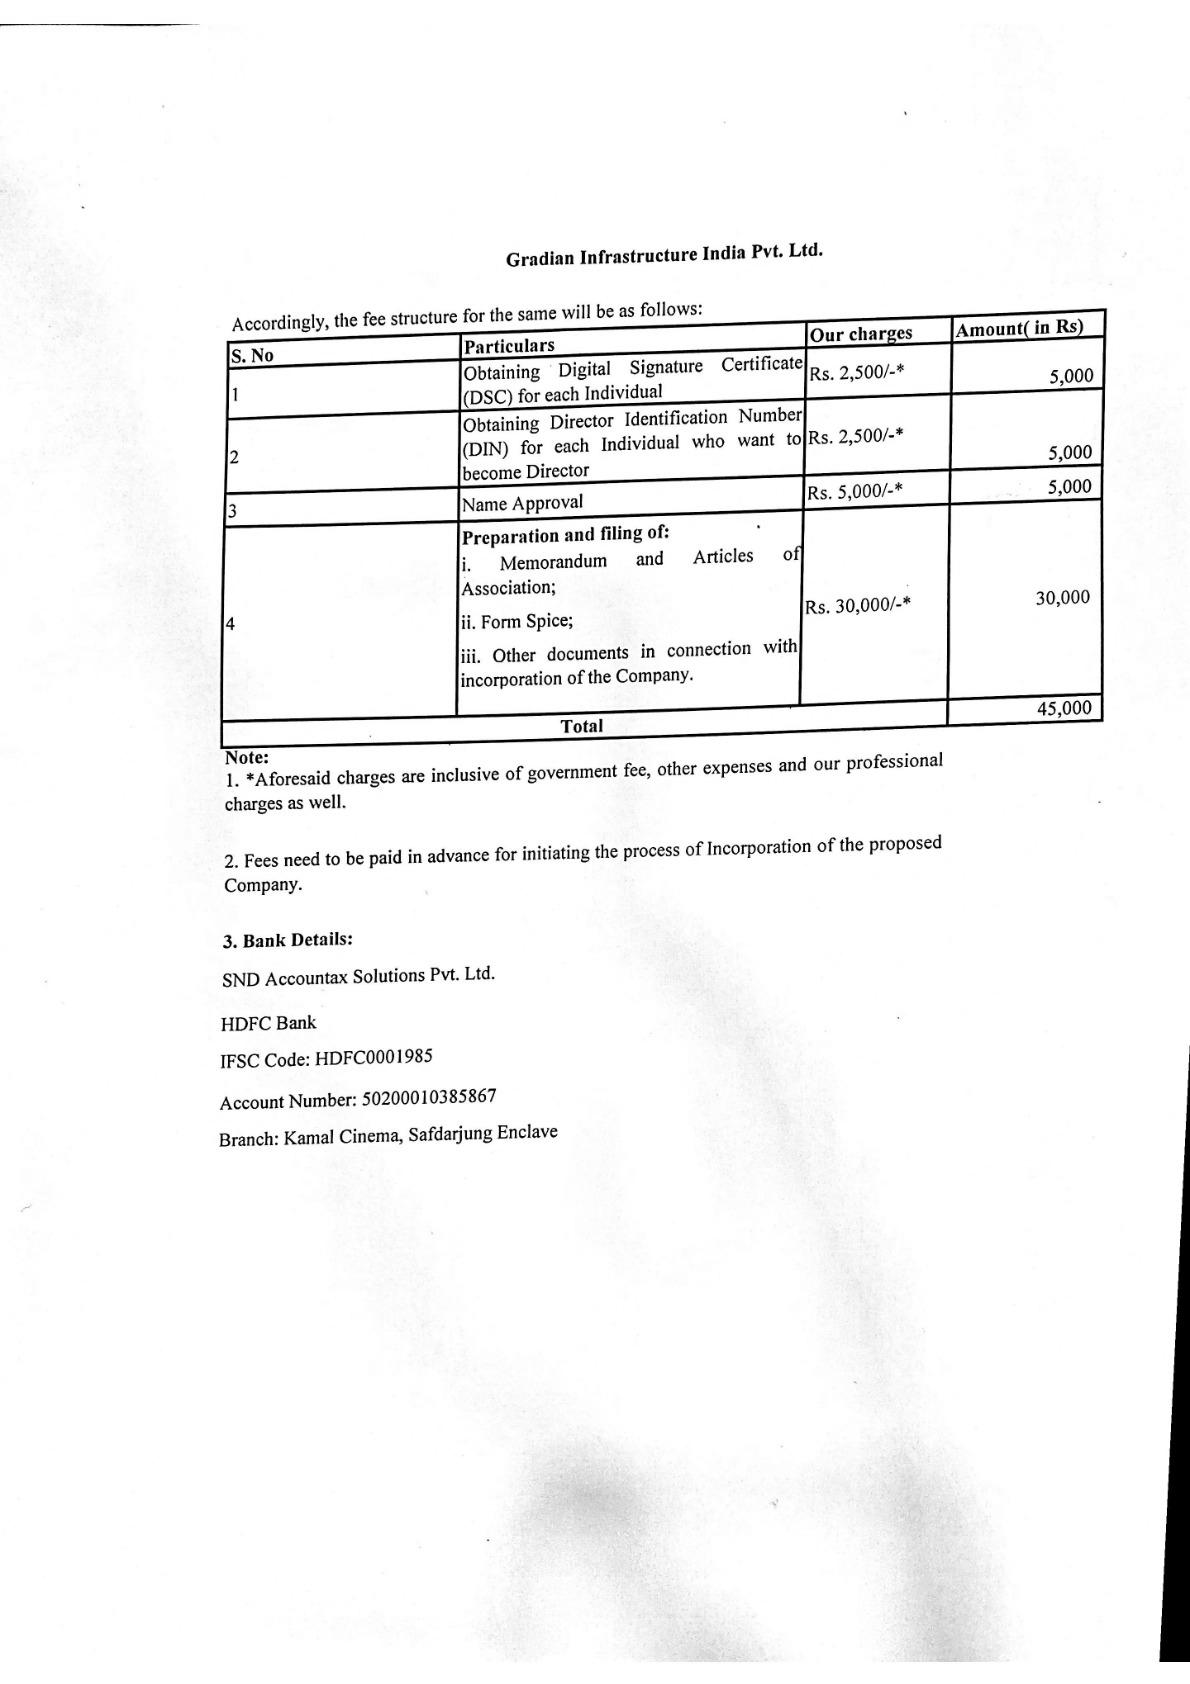 Gradian Infrastructure India Pvt. Ltd.
Accordingly, the fee structure for the same will be as follows:
S. No Particulars Our charges Amount( in Rs)
1 Obtaining Digital Signature Certificate Rs. 2,500/-* 5,000
(DSC) for each Individual
Obtaining Director Identification Number
2 (DIN) for each Individual who want to Rs. 2,500/-* 5,000
become Director
3 Name Approval Rs. 5,000/-* 5,000
Preparation and filing of:
i. Memorandum and Articles of
Association;
4 ii. Form Spice; Rs. 30,000/-* 30,000
iii. Other documents in connection with
incorporation of the Company.
Total 45,000
Note:
1. *Aforesaid charges are inclusive of government fee, other expenses and our professional
charges as well.
2. Fees need to be paid in advance for initiating the process of Incorporation of the proposed
Company.
3. Bank Details:
SND Accountax Solutions Pvt. Ltd.
HDFC Bank
IFSC Code: HDFC0001985
Account Number: 50200010385867
Branch: Kamal Cinema, Safdarjung Enclave